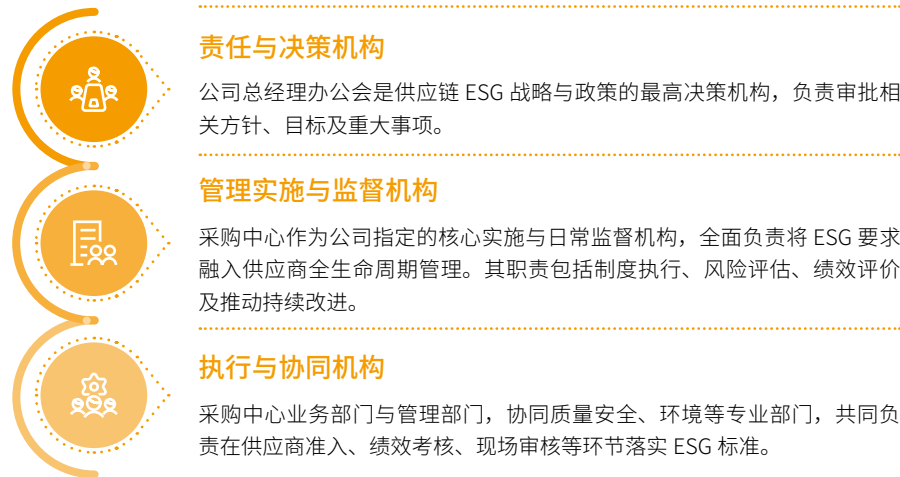 责任与决策机构
公司总经理办公会是供应链 ESG 战略与政策的最高决策机构，负责审批相
关方针、目标及重大事项。
管理实施与监督机构
采购中心作为公司指定的核心实施与日常监督机构，全面负责将 ESG 要求
融入供应商全生命周期管理。其职责包括制度执行、风险评估、绩效评价
及推动持续改进。
执行与协同机构
采购中心业务部门与管理部门，协同质量安全、环境等专业部门，共同负
责在供应商准入、绩效考核、现场审核等环节落实 ESG 标准。